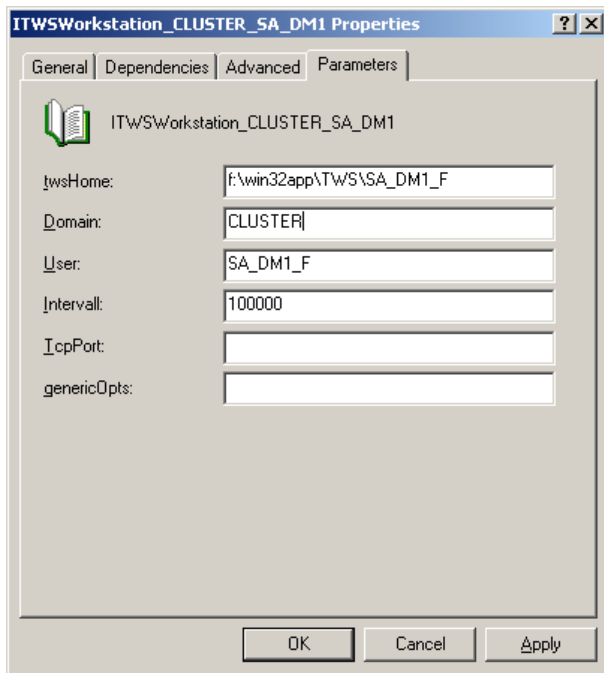 ITWSWorkstation_CLUSTER_SA_DM1 Properties
General Dependencies Advanced Parameters
ITWSWorkstation_CLUSTER_SA_DM1
twsHome: f:\win32app\TWS\SA_DM1_F
Domain: CLUSTER
User: SA_DM1_F
Intervall: 100000
TcpPort:
genericOpts:
OK Cancel Apply